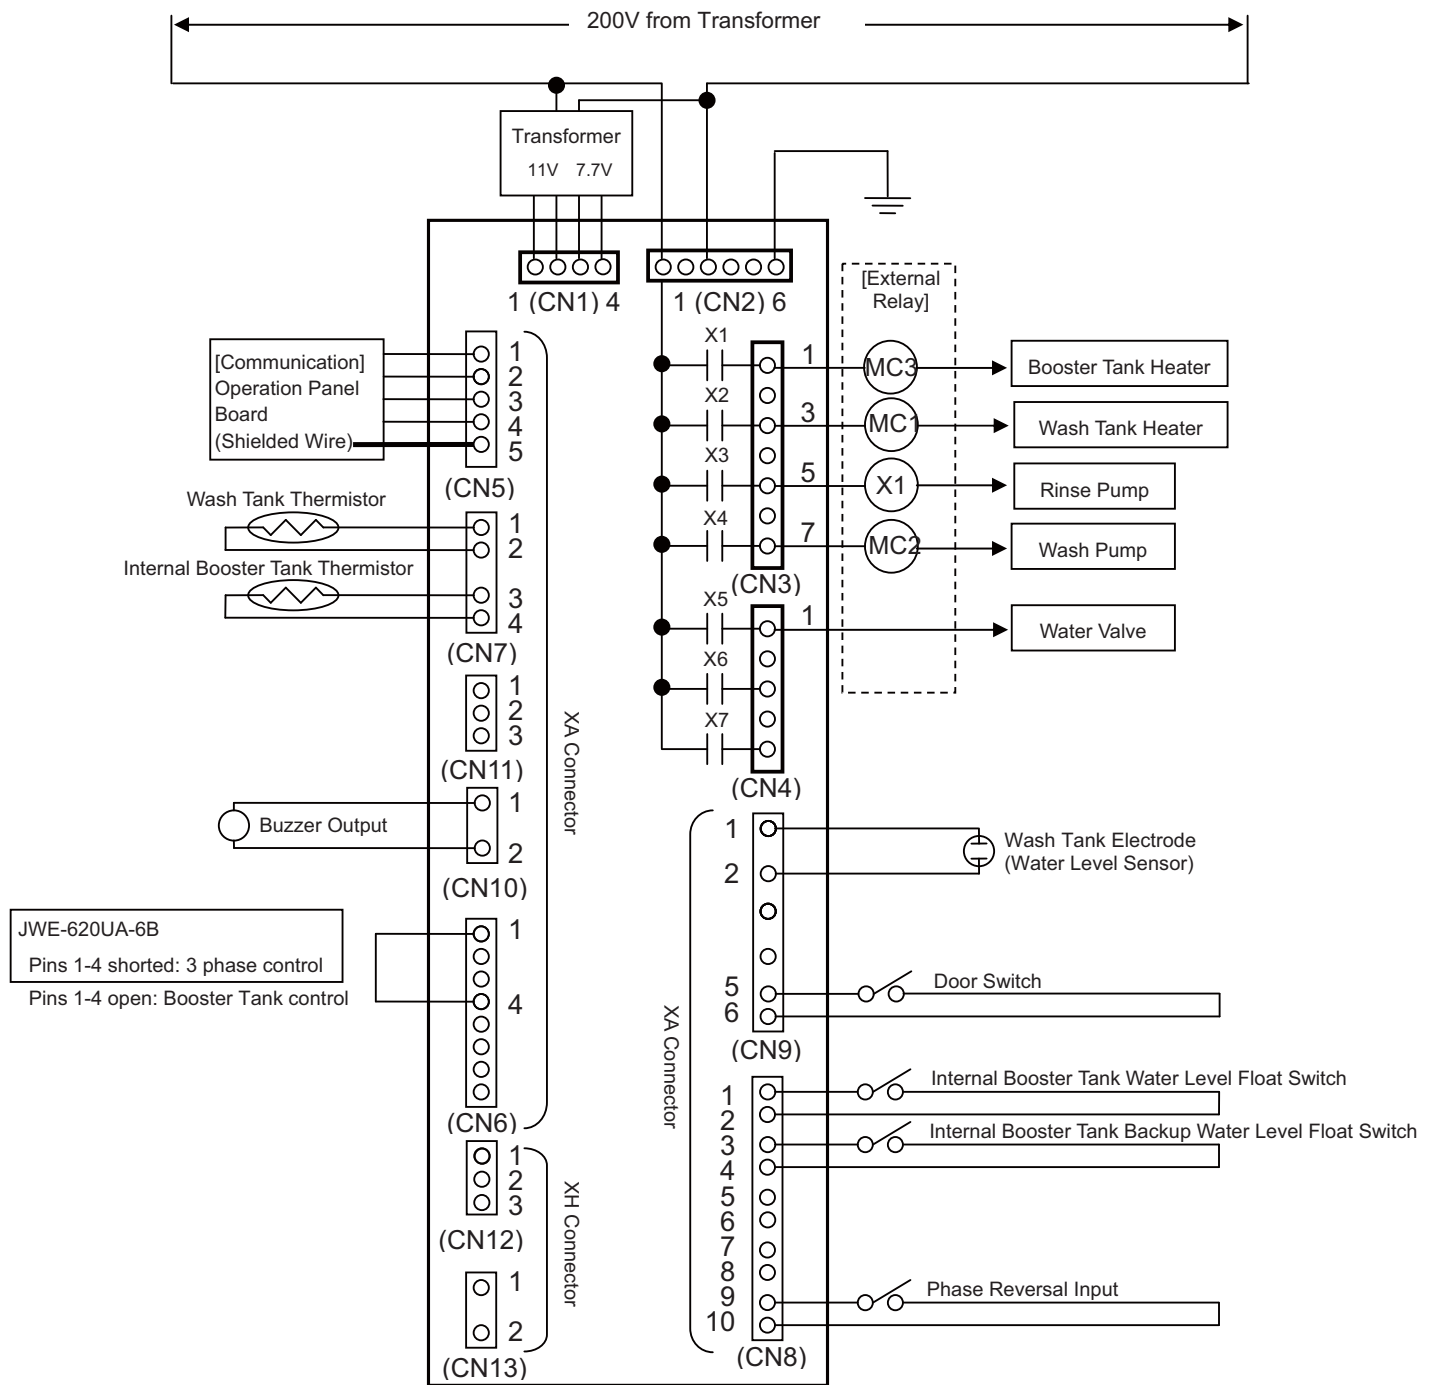 200V from Transformer
Transformer
11V 7.7V
1 (CN1) 4
1 (CN2) 6
[External
Relay]
[Communication]
Operation Panel
Board
(Shielded Wire)
1
2
3
4
5
(CN5)
Wash Tank Thermistor
1
2
Internal Booster Tank Thermistor
3
4
(CN7)
1
2
3
(CN11)
XA Connector
Buzzer Output
1
2
(CN10)
JWE-620UA-6B
Pins 1-4 shorted: 3 phase control
Pins 1-4 open: Booster Tank control
1
4
(CN6)
1
2
3
(CN12)
XH Connector
1
2
(CN13)
X1
1
MC3
Booster Tank Heater
X2
3
MC1
Wash Tank Heater
X3
5
X1
Rinse Pump
X4
7
MC2
Wash Pump
(CN3)
X5
1
Water Valve
X6
X7
(CN4)
1
2
Wash Tank Electrode
(Water Level Sensor)
5
6
Door Switch
(CN9)
XA Connector
1
2
3
4
5
6
7
8
9
10
Internal Booster Tank Water Level Float Switch
Internal Booster Tank Backup Water Level Float Switch
Phase Reversal Input
(CN8)